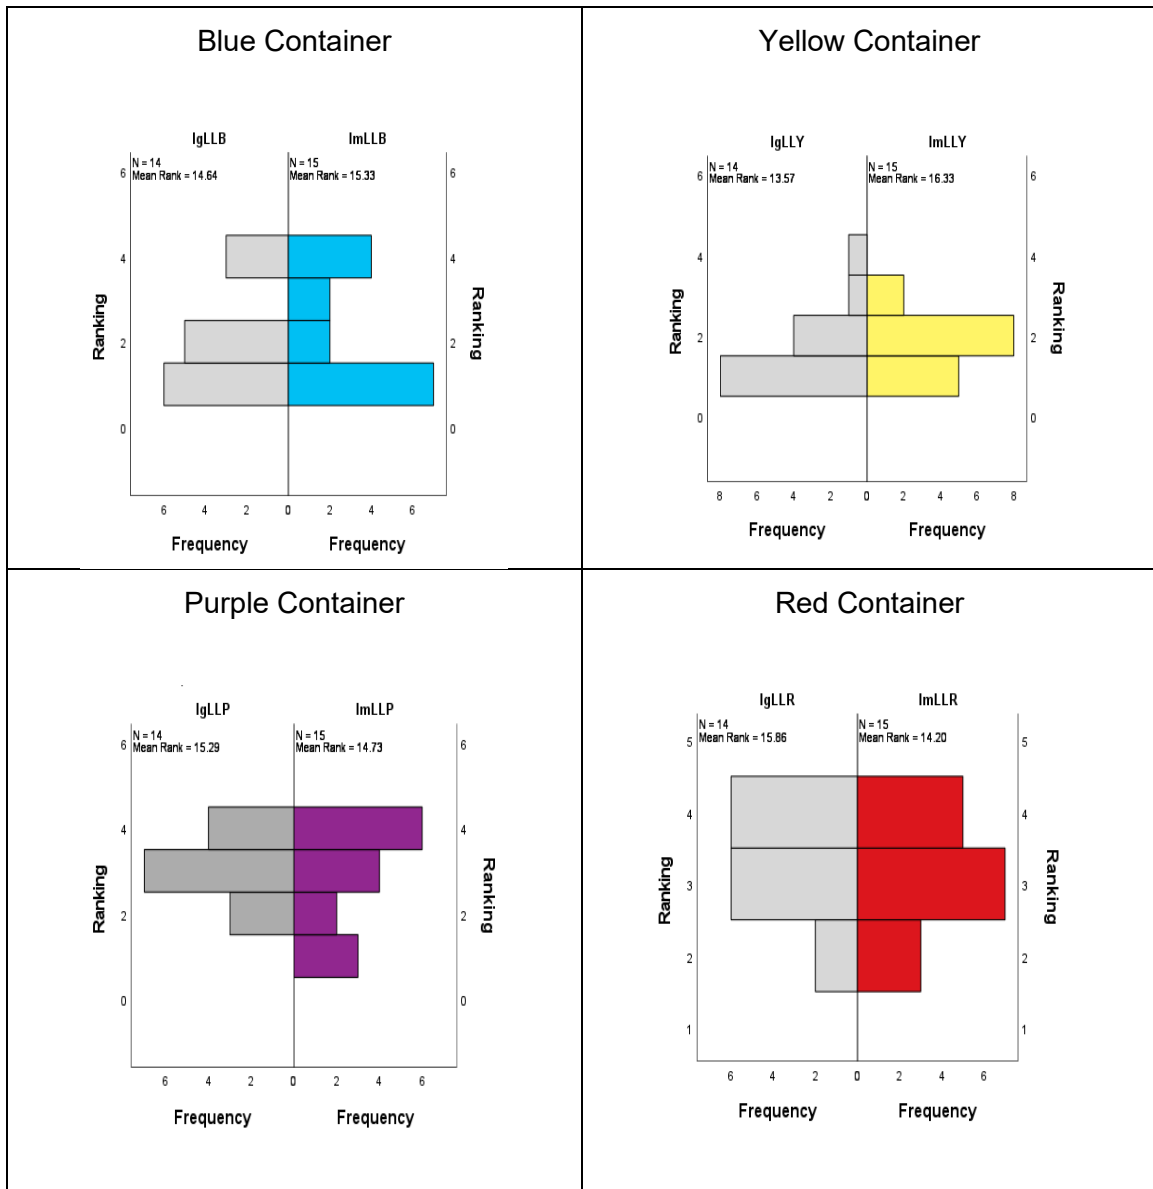 Blue Container
IgLLB ImLLB
N = 14 N = 15
Mean Rank = 14.64 Mean Rank = 15.33
6 6
4 4
Ranking Ranking
2 2
0 0
6 4 2 0 2 4 6
Frequency Frequency
Yellow Container
IgLLY ImLLY
N = 14 N = 15
Mean Rank = 13.57 Mean Rank = 16.33
6 6
4 4
Ranking Ranking
2 2
0 0
8 6 4 2 0 2 4 6 8
Frequency Frequency
Purple Container
IgLLP ImLLP
N = 14 N = 15
Mean Rank = 15.29 Mean Rank = 14.73
6 6
4 4
Ranking Ranking
2 2
0 0
6 4 2 0 2 4 6
Frequency Frequency
Red Container
IgLLR ImLLR
N = 14 N = 15
Mean Rank = 15.86 Mean Rank = 14.20
5 5
4 4
Ranking Ranking
3 3
2 2
1 1
6 4 2 0 2 4 6
Frequency Frequency